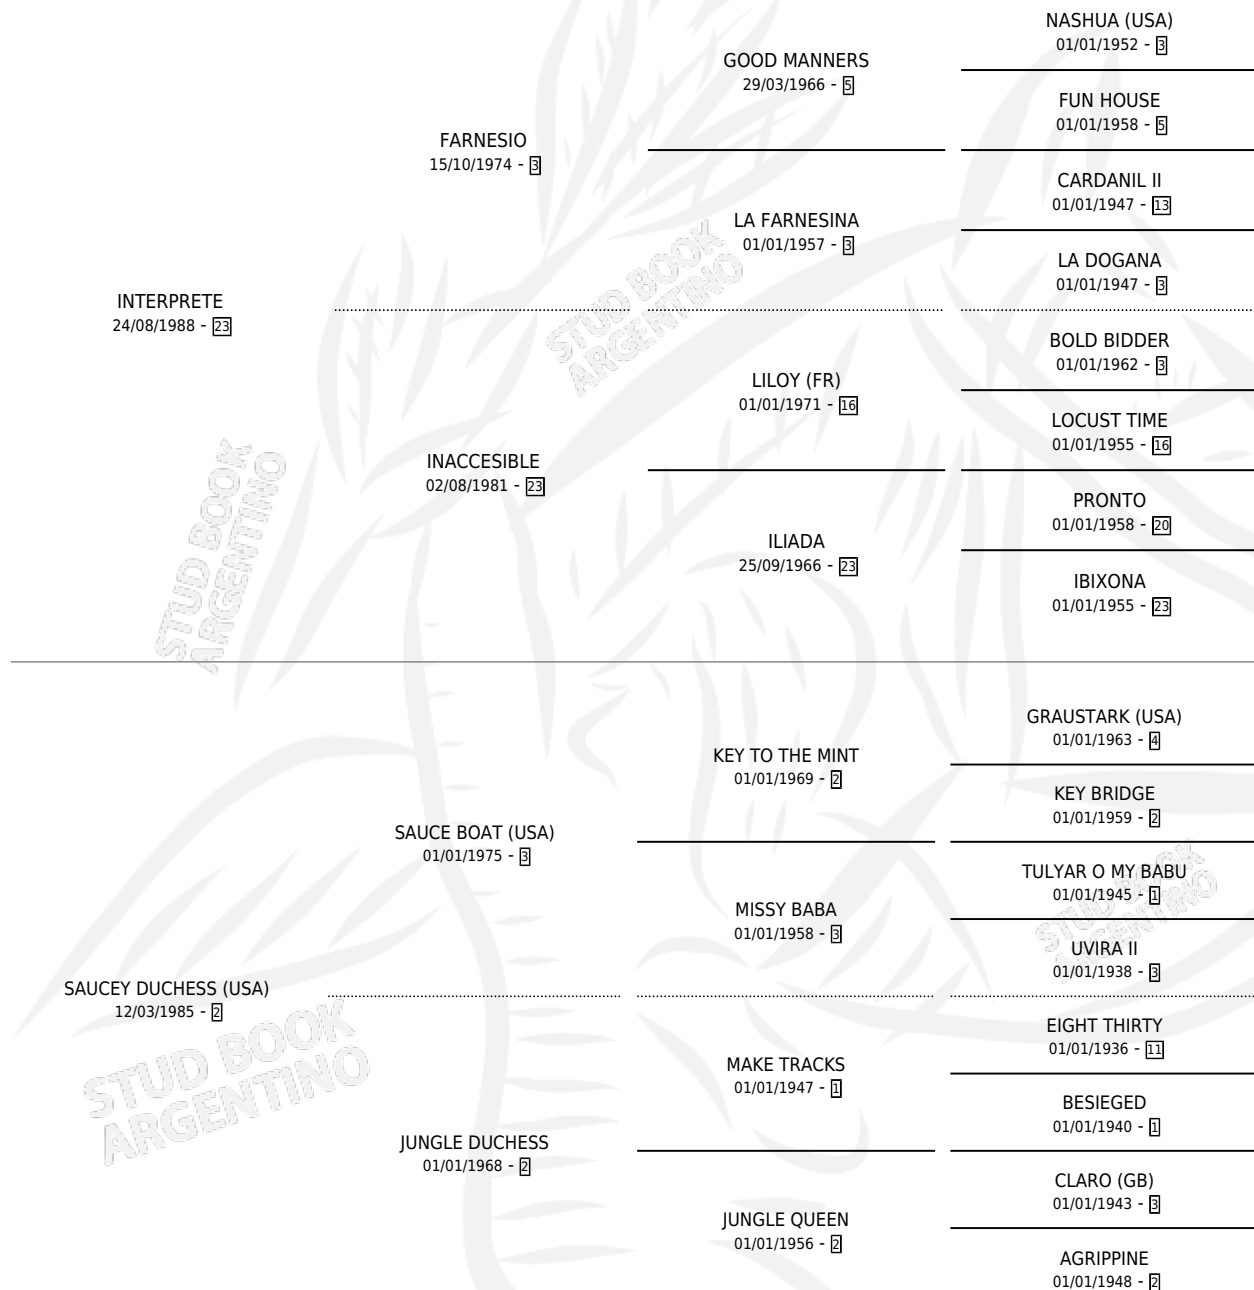 NASHUA (USA)
01/01/1952 - 3
GOOD MANNERS
29/03/1966 - 5
FUN HOUSE
01/01/1958 - 5
FARNESIO
15/10/1974 - 3
CARDANIL II
01/01/1947 - 13
LA FARNESINA
01/01/1957 - 3
LA DOGANA
01/01/1947 - 3
INTERPRETE
24/08/1988 - 23
STUD BOOK
ARGENTINO
BOLD BIDDER
01/01/1962 - 3
LILOY (FR)
01/01/1971 - 16
LOCUST TIME
01/01/1955 - 16
INACCESIBLE
02/08/1981 - 23
PRONTO
01/01/1958 - 20
ILIADA
25/09/1966 - 23
IBIXONA
01/01/1955 - 23
STUD BOOK
ARGENTINO
GRAUSTARK (USA)
01/01/1963 - 4
KEY TO THE MINT
01/01/1969 - 2
KEY BRIDGE
01/01/1959 - 2
SAUCE BOAT (USA)
01/01/1975 - 3
TULYAR O MY BABU
01/01/1945 - 1
MISSY BABA
01/01/1958 - 3
UVIRA II
01/01/1938 - 3
STUD BOOK
ARGENTINO
SAUCEY DUCHESS (USA)
12/03/1985 - 2
STUD BOOK
ARGENTINO
EIGHT THIRTY
01/01/1936 - 11
MAKE TRACKS
01/01/1947 - 1
BESIEGED
01/01/1940 - 1
JUNGLE DUCHESS
01/01/1968 - 2
CLARO (GB)
01/01/1943 - 3
JUNGLE QUEEN
01/01/1956 - 2
AGRIPPINE
01/01/1948 - 2